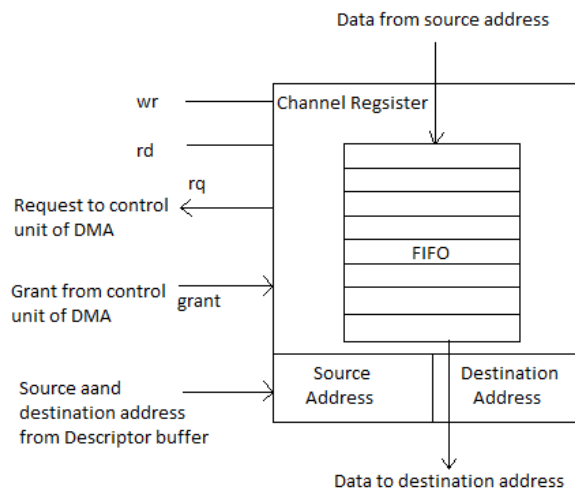 Data from source address
wr
Channel Regsister
rd
rq
Request to control
unit of DMA
FIFO
Grant from control
unit of DMA
grant
Source aand
destination address
from Descriptor buffer
Source
Address
Destination
Address
Data to destination address